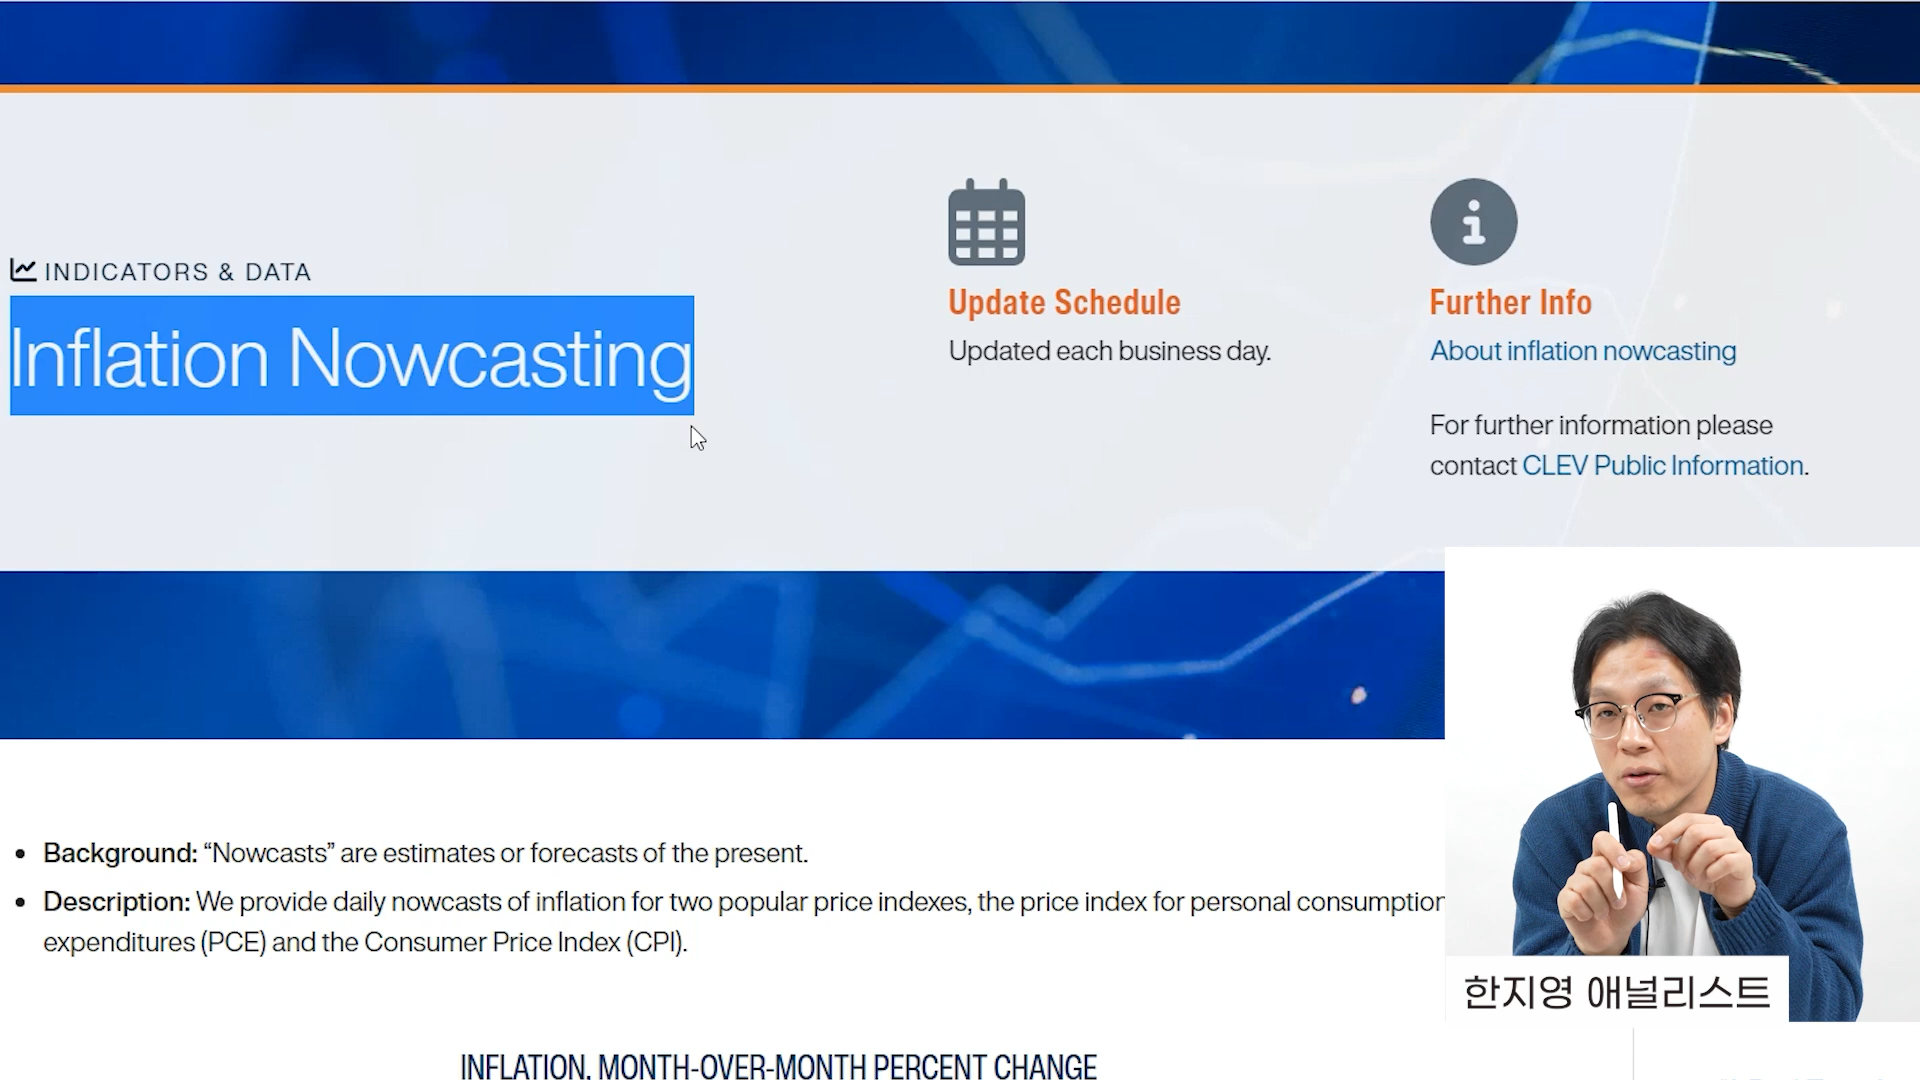 INDICATORS & DATA
Inflation Nowcasting
Update Schedule
Updated each business day.
Further Info
About inflation nowcasting
For further information please
contact CLEV Public Information.
• Background: “Nowcasts” are estimates or forecasts of the present.
• Description: We provide daily nowcasts of inflation for two popular price indexes, the price index for personal consumption
expenditures (PCE) and the Consumer Price Index (CPI).
한지영 애널리스트
INFLATION, MONTH-OVER-MONTH PERCENT CHANGE